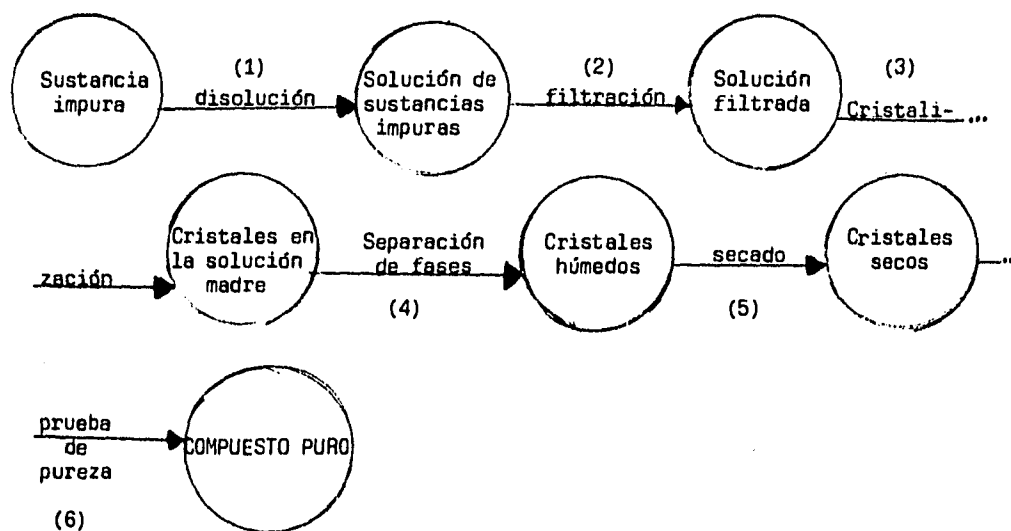 Sustancia
impura
(1)
disolución
Solución de
sustancias
impuras
(2)
filtración
Solución
filtrada
(3)
Cristali- ...
zación
Cristales en
la solución
madre
Separación
de fases
(4)
Cristales
húmedos
secado
(5)
Cristales
secos
...
prueba
de
pureza
(6)
COMPUESTO PURO